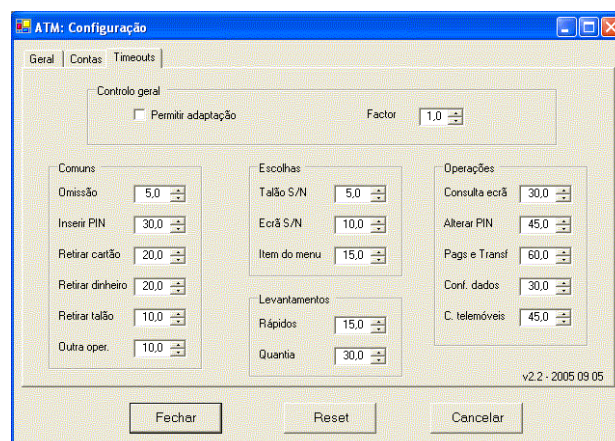 ATM: Configuração
Geral Contas Timeouts
Controlo geral
Permitir adaptação Factor 1,0
Comuns
Omissão 5,0
Inserir PIN 30,0
Retirar cartão 20,0
Retirar dinheiro 20,0
Retirar talão 10,0
Outra oper. 10,0
Escolhas
Talão S/N 5,0
Ecrã S/N 10,0
Item do menu 15,0
Levantamentos
Rápidos 15,0
Quantia 30,0
Operações
Consulta ecrã 30,0
Alterar PIN 45,0
Pags e Transf 60,0
Conf. dados 30,0
C. telemóveis 45,0
v2.2 - 2005 09 05
Fechar Reset Cancelar